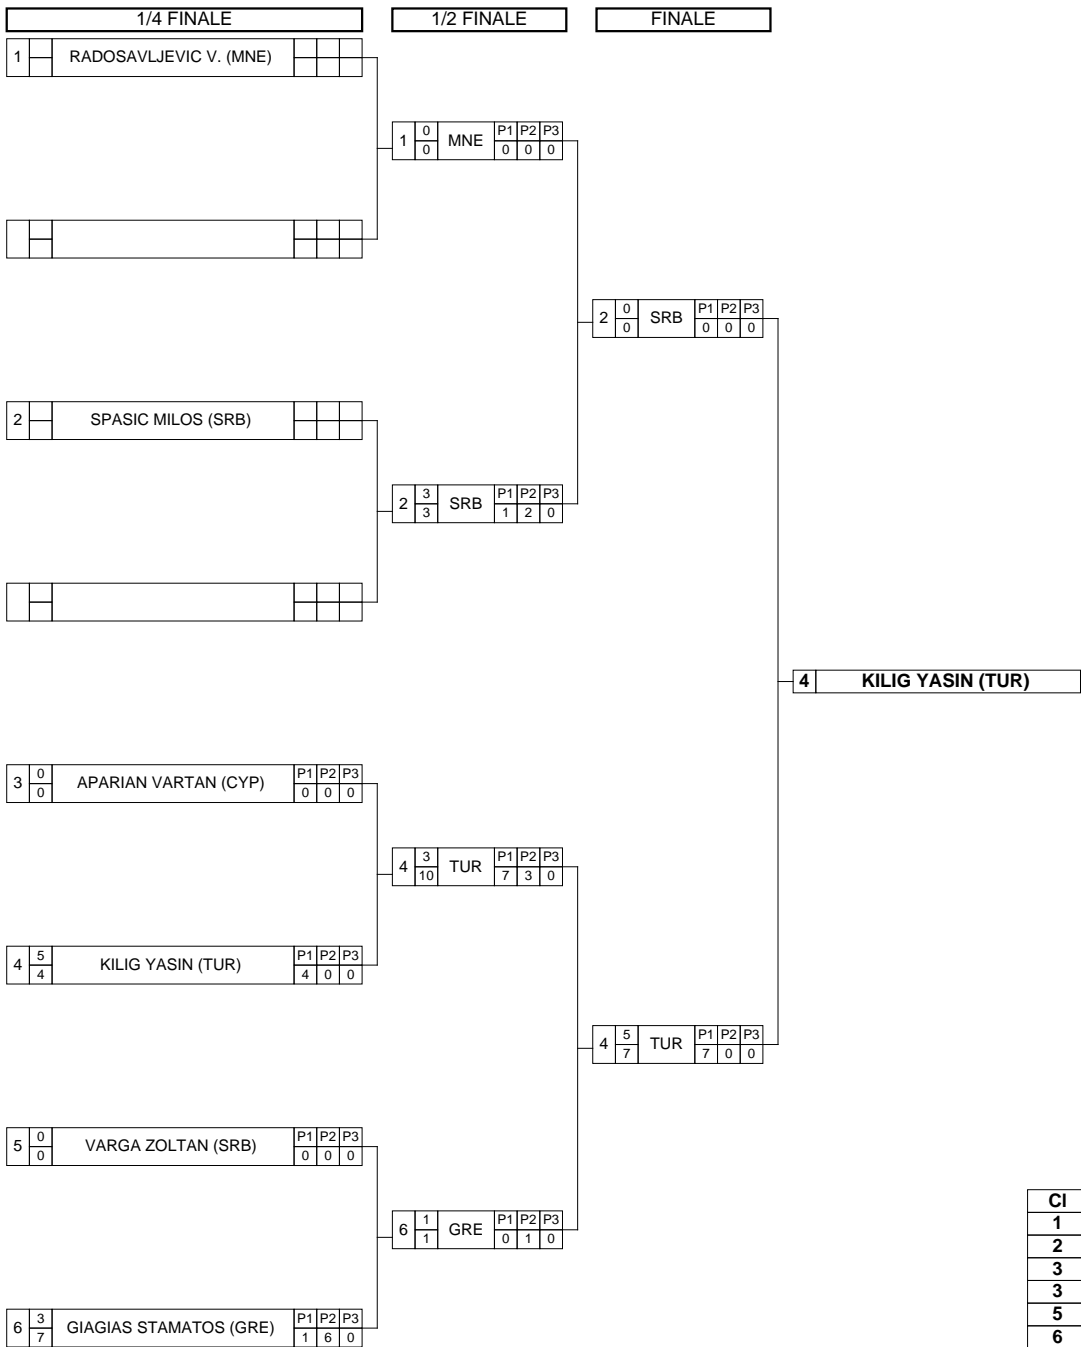 1/4 FINALE 1/2 FINALE FINALE
1 RADOSAVLJEVIC V. (MNE)
1 0 0 MNE P1 P2 P3
0 0 0
2 0 0 SRB P1 P2 P3
0 0 0
2 SPASIC MILOS (SRB)
2 3 3 SRB P1 P2 P3
1 2 0
4 KILIG YASIN (TUR)
3 0 0 APARIAN VARTAN (CYP) P1 P2 P3
0 0 0
4 3 10 TUR P1 P2 P3
7 3 0
4 5 4 KILIG YASIN (TUR) P1 P2 P3
4 0 0
4 5 7 TUR P1 P2 P3
7 0 0
5 0 0 VARGA ZOLTAN (SRB) P1 P2 P3
0 0 0
6 1 1 GRE P1 P2 P3
0 1 0
6 3 7 GIAGIAS STAMATOS (GRE) P1 P2 P3
1 6 0
Cl
1
2
3
3
5
6